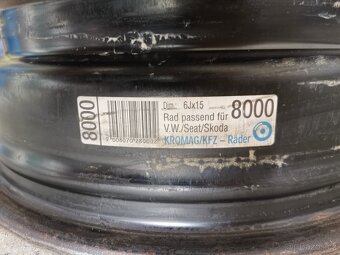 8000
Dim.: 6Jx15
8000
Rad passend für
V.W./Seat/Skoda
KROMAG/KFZ - Räder